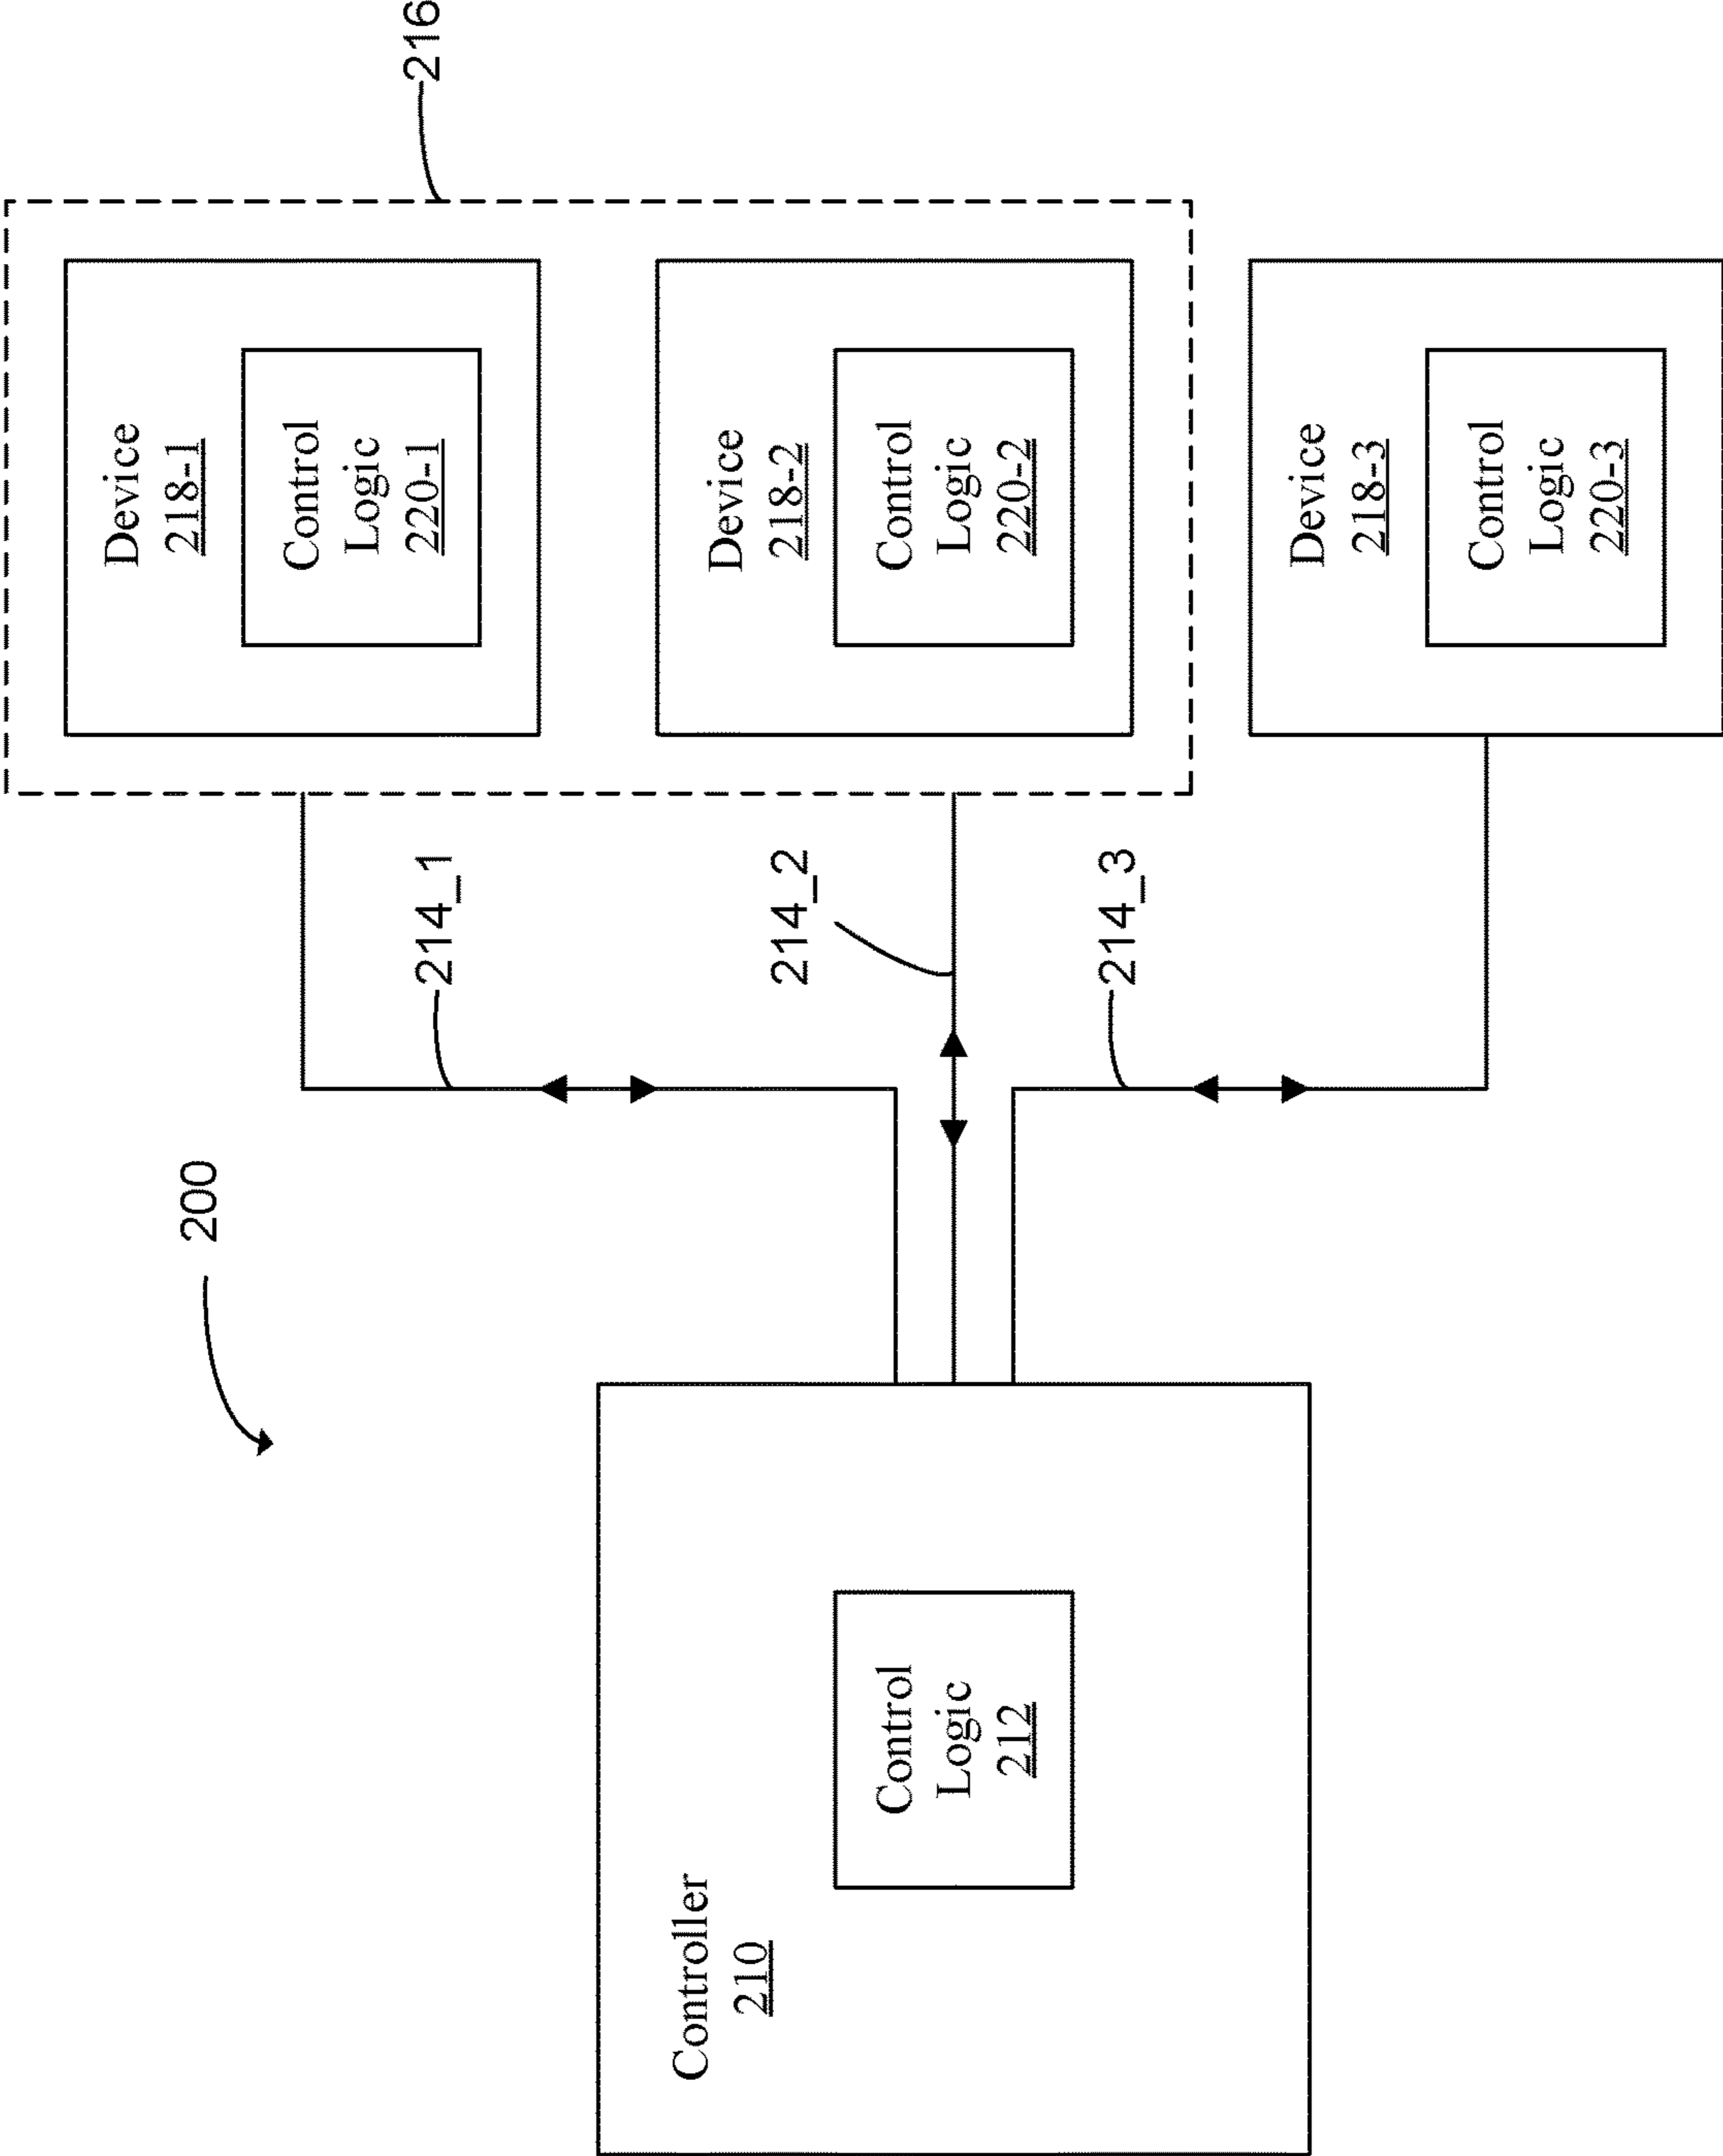 200
Controller
210
Control
Logic
212
214_1
214_2
214_3
216
Device
218-1
Control
Logic
220-1
Device
218-2
Control
Logic
220-2
Device
218-3
Control
Logic
220-3